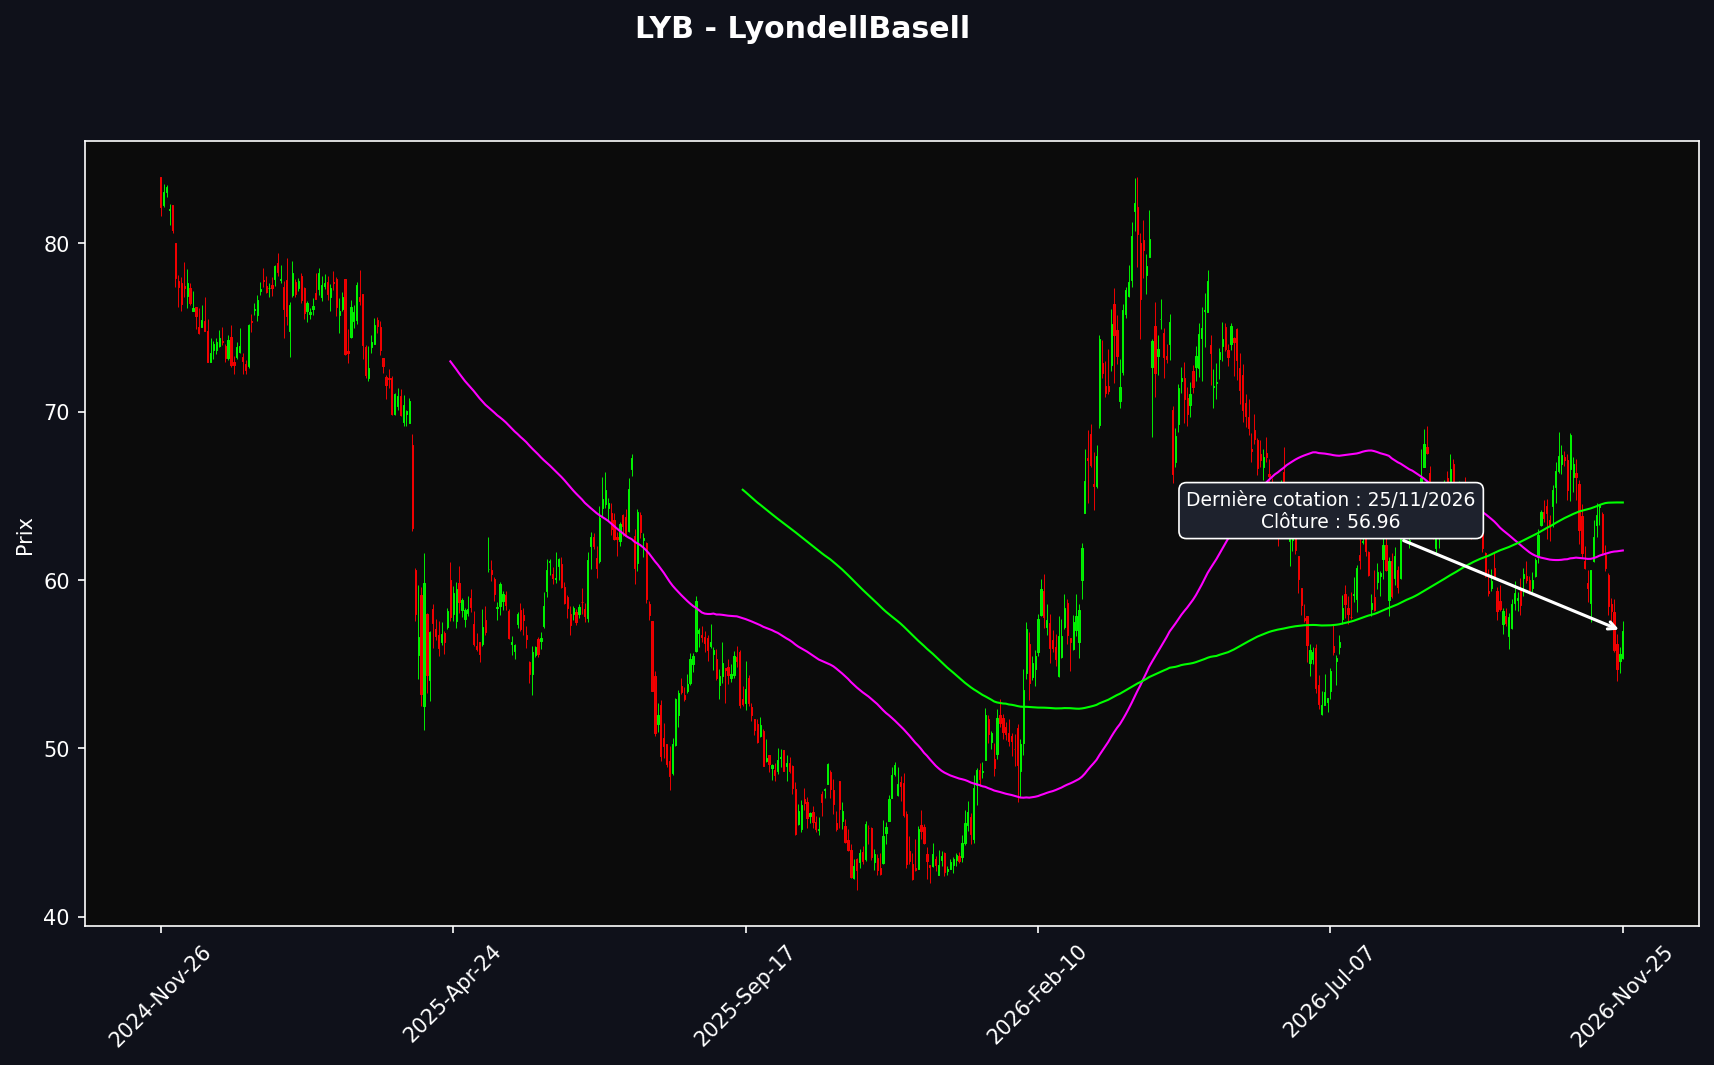 LYB - LyondellBasell
Prix
80
70
60
50
40
Dernière cotation : 25/11/2026
Clôture : 56.96
2024-Nov-26
2025-Apr-24
2025-Sep-17
2026-Feb-10
2026-Jul-07
2026-Nov-25